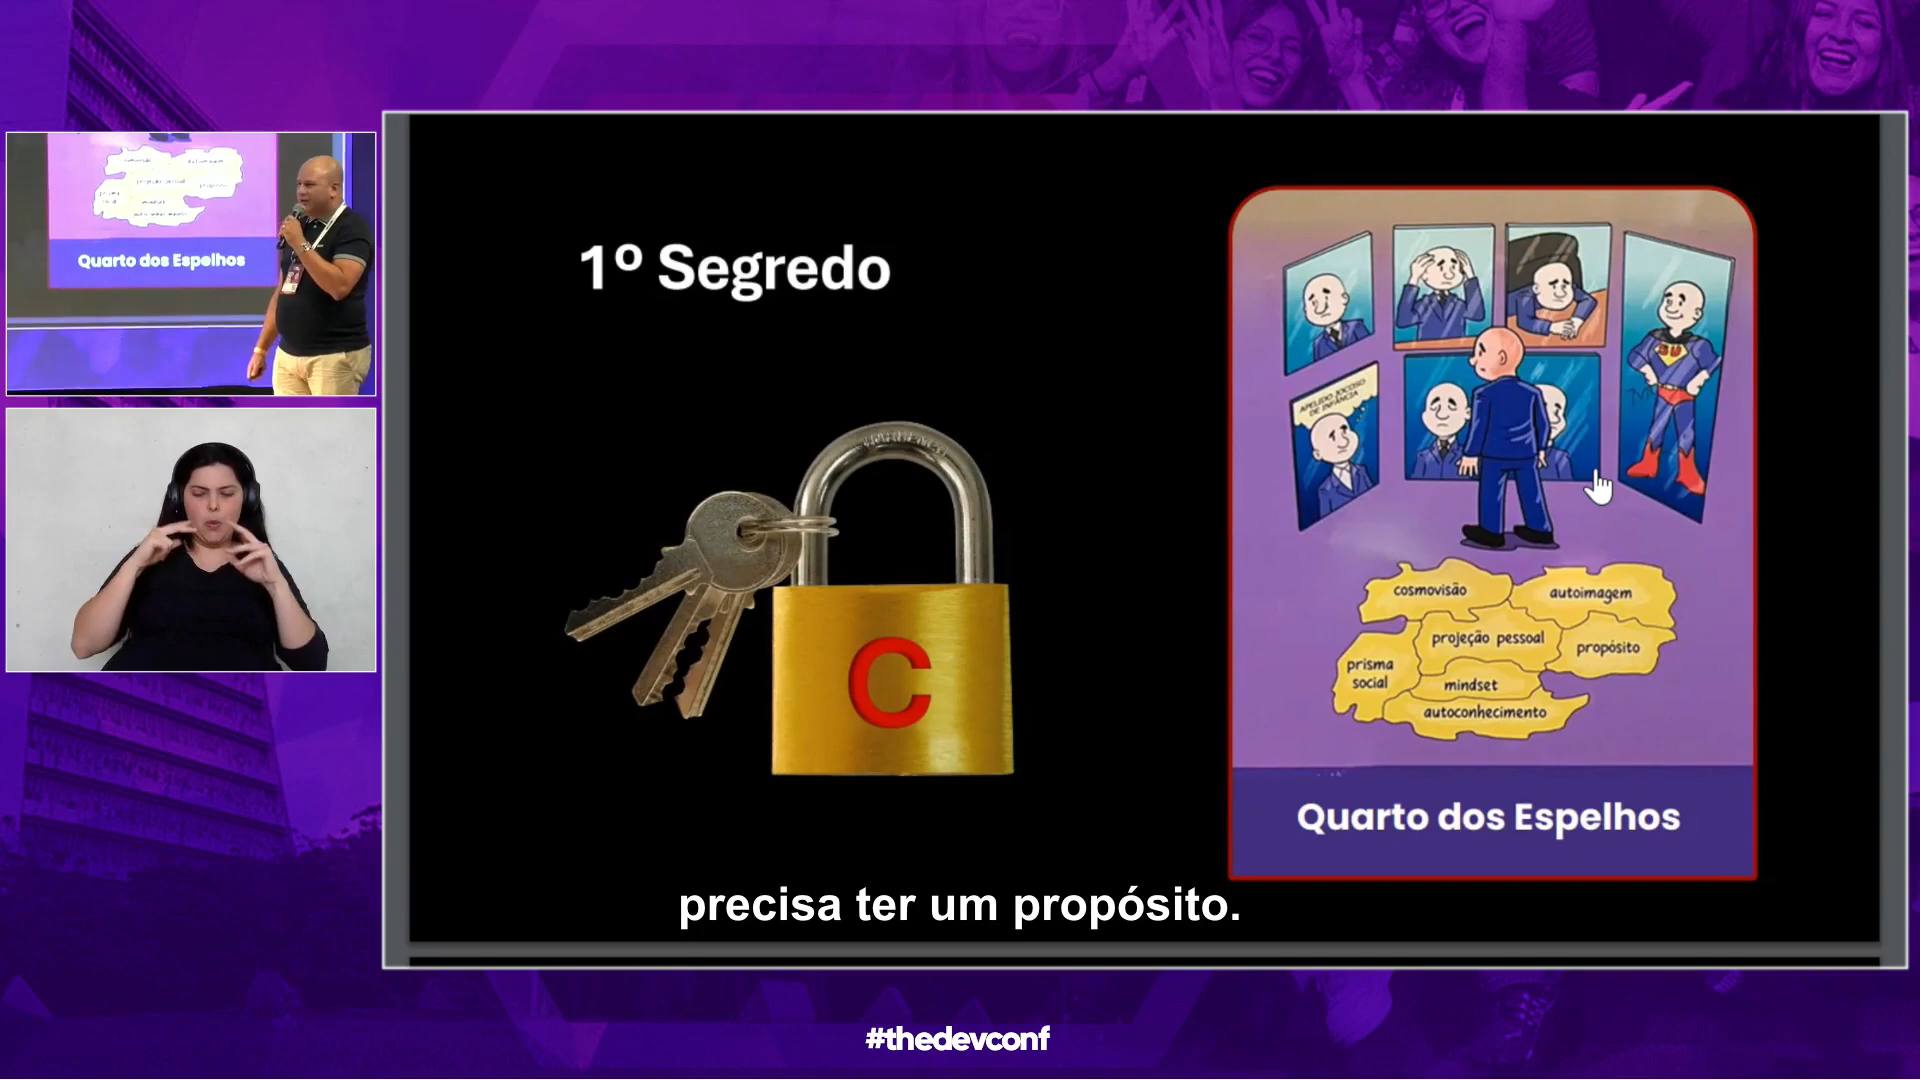 Quarto dos Espelhos
1º Segredo
C
APELIDO JOCOSO
DE INFÂNCIA
SU
cosmovisão
autoimagem
projeção pessoal
propósito
prisma
social
mindset
autoconhecimento
Quarto dos Espelhos
precisa ter um propósito.
#thedevconf